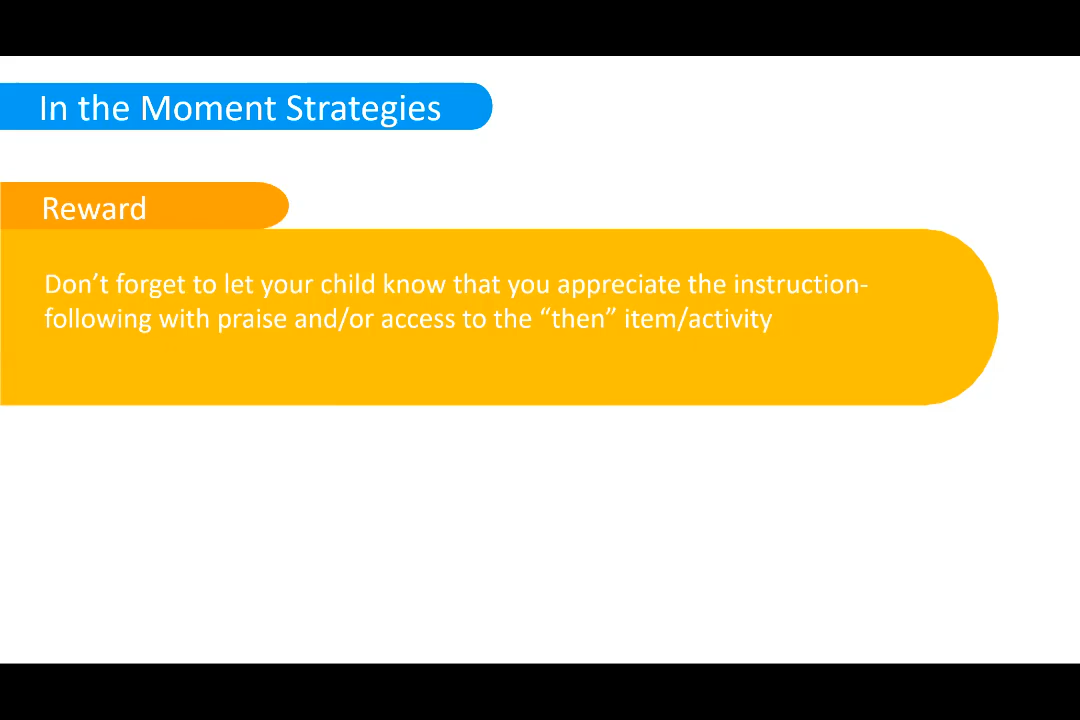 In the Moment Strategies
Reward
Don’t forget to let your child know that you appreciate the instruction-
following with praise and/or access to the “then” item/activity